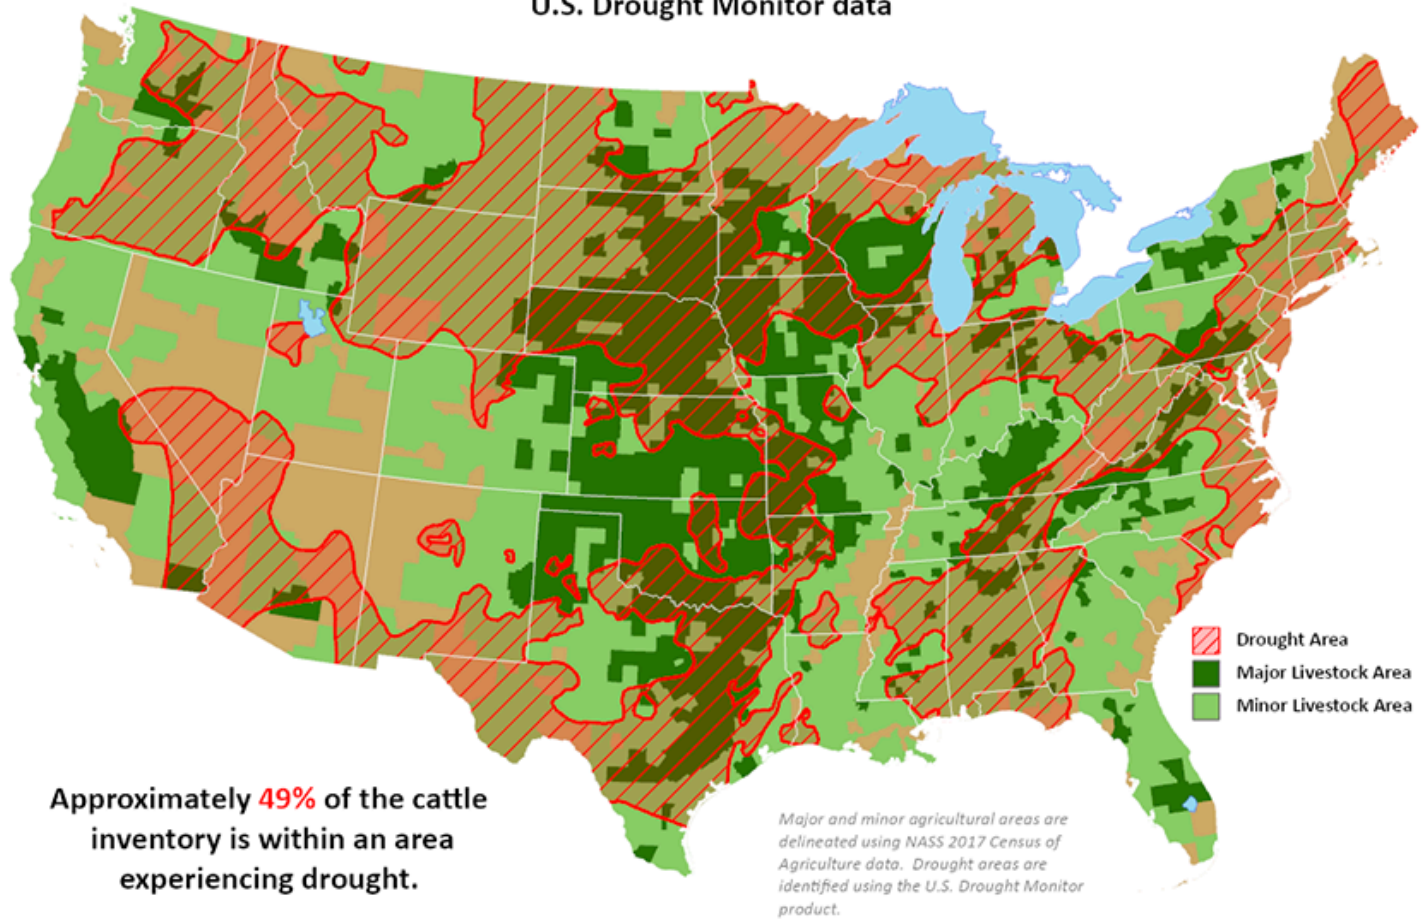 U.S. Drought Monitor data
Drought Area
Major Livestock Area
Minor Livestock Area
Approximately 49% of the cattle
inventory is within an area
experiencing drought.
Major and minor agricultural areas are
delineated using NASS 2017 Census of
Agriculture data.  Drought areas are
identified using the U.S. Drought Monitor
product.